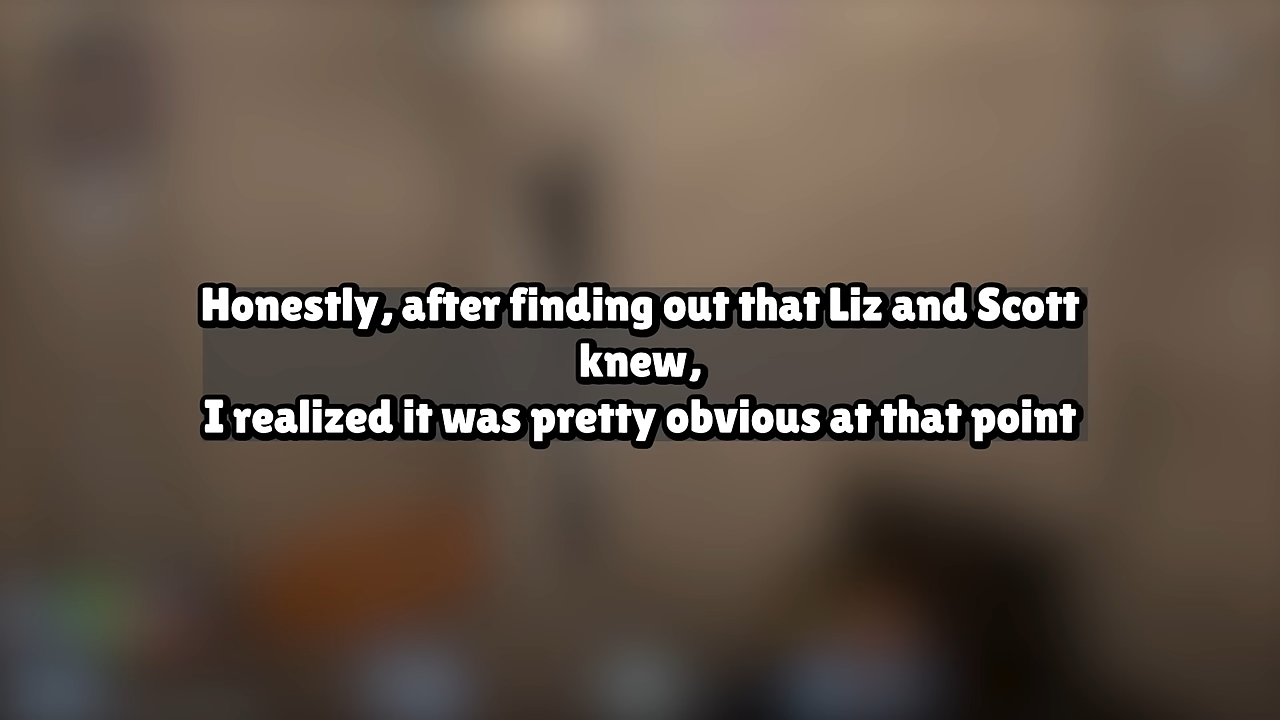 Honestly, after finding out that Liz and Scott
knew,
I realized it was pretty obvious at that point